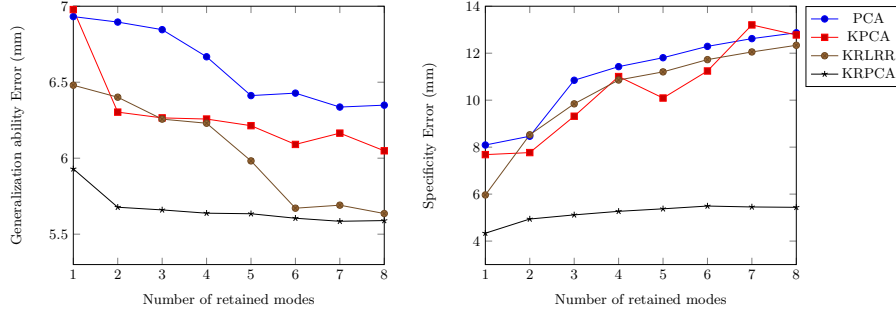 7
6.5
6
5.5
1 2 3 4 5 6 7 8
Number of retained modes
Generalization ability Error (mm)
14
12
10
8
6
4
1 2 3 4 5 6 7 8
Number of retained modes
Specificity Error (mm)
PCA
KPCA
KRLRR
KRPCA